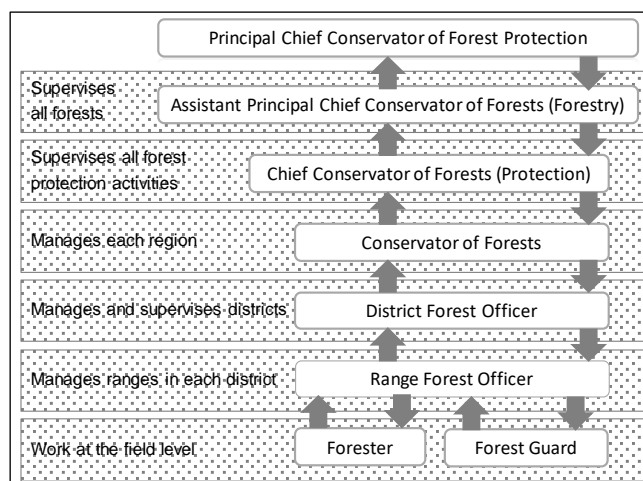 Principal Chief Conservator of Forest Protection
Supervises
all forests
Assistant Principal Chief Conservator of Forests (Forestry)
Supervises all forest
protection activities
Chief Conservator of Forests (Protection)
Manages each region
Conservator of Forests
Manages and supervises districts
District Forest Officer
Manages ranges in each district
Range Forest Officer
Work at the field level
Forester
Forest Guard